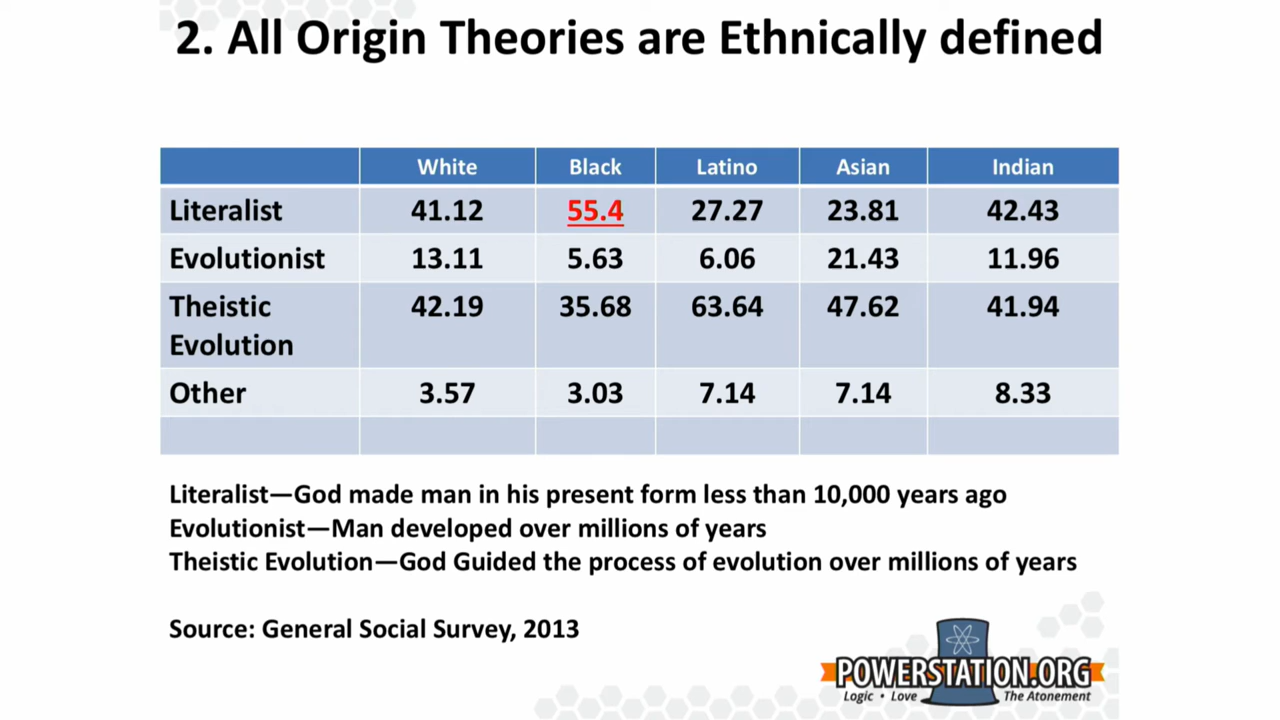 2. All Origin Theories are Ethnically defined
White Black Latino Asian Indian
Literalist 41.12 55.4 27.27 23.81 42.43
Evolutionist 13.11 5.63 6.06 21.43 11.96
Theistic 42.19 35.68 63.64 47.62 41.94
Evolution
Other 3.57 3.03 7.14 7.14 8.33
Literalist—God made man in his present form less than 10,000 years ago
Evolutionist—Man developed over millions of years
Theistic Evolution—God Guided the process of evolution over millions of years
Source: General Social Survey, 2013
POWERSTATION.ORG
Logic • Love The Atonement